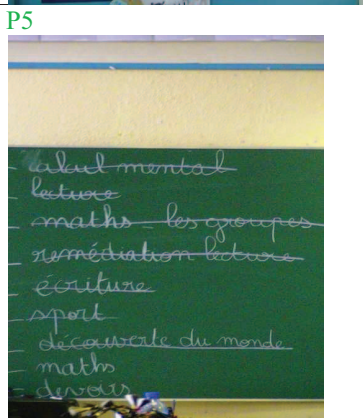 P5
- calcul mental
- lecture
- maths - les groupes
- remédiation lecture
- écriture
- sport
- découverte du monde
- maths
- devoirs